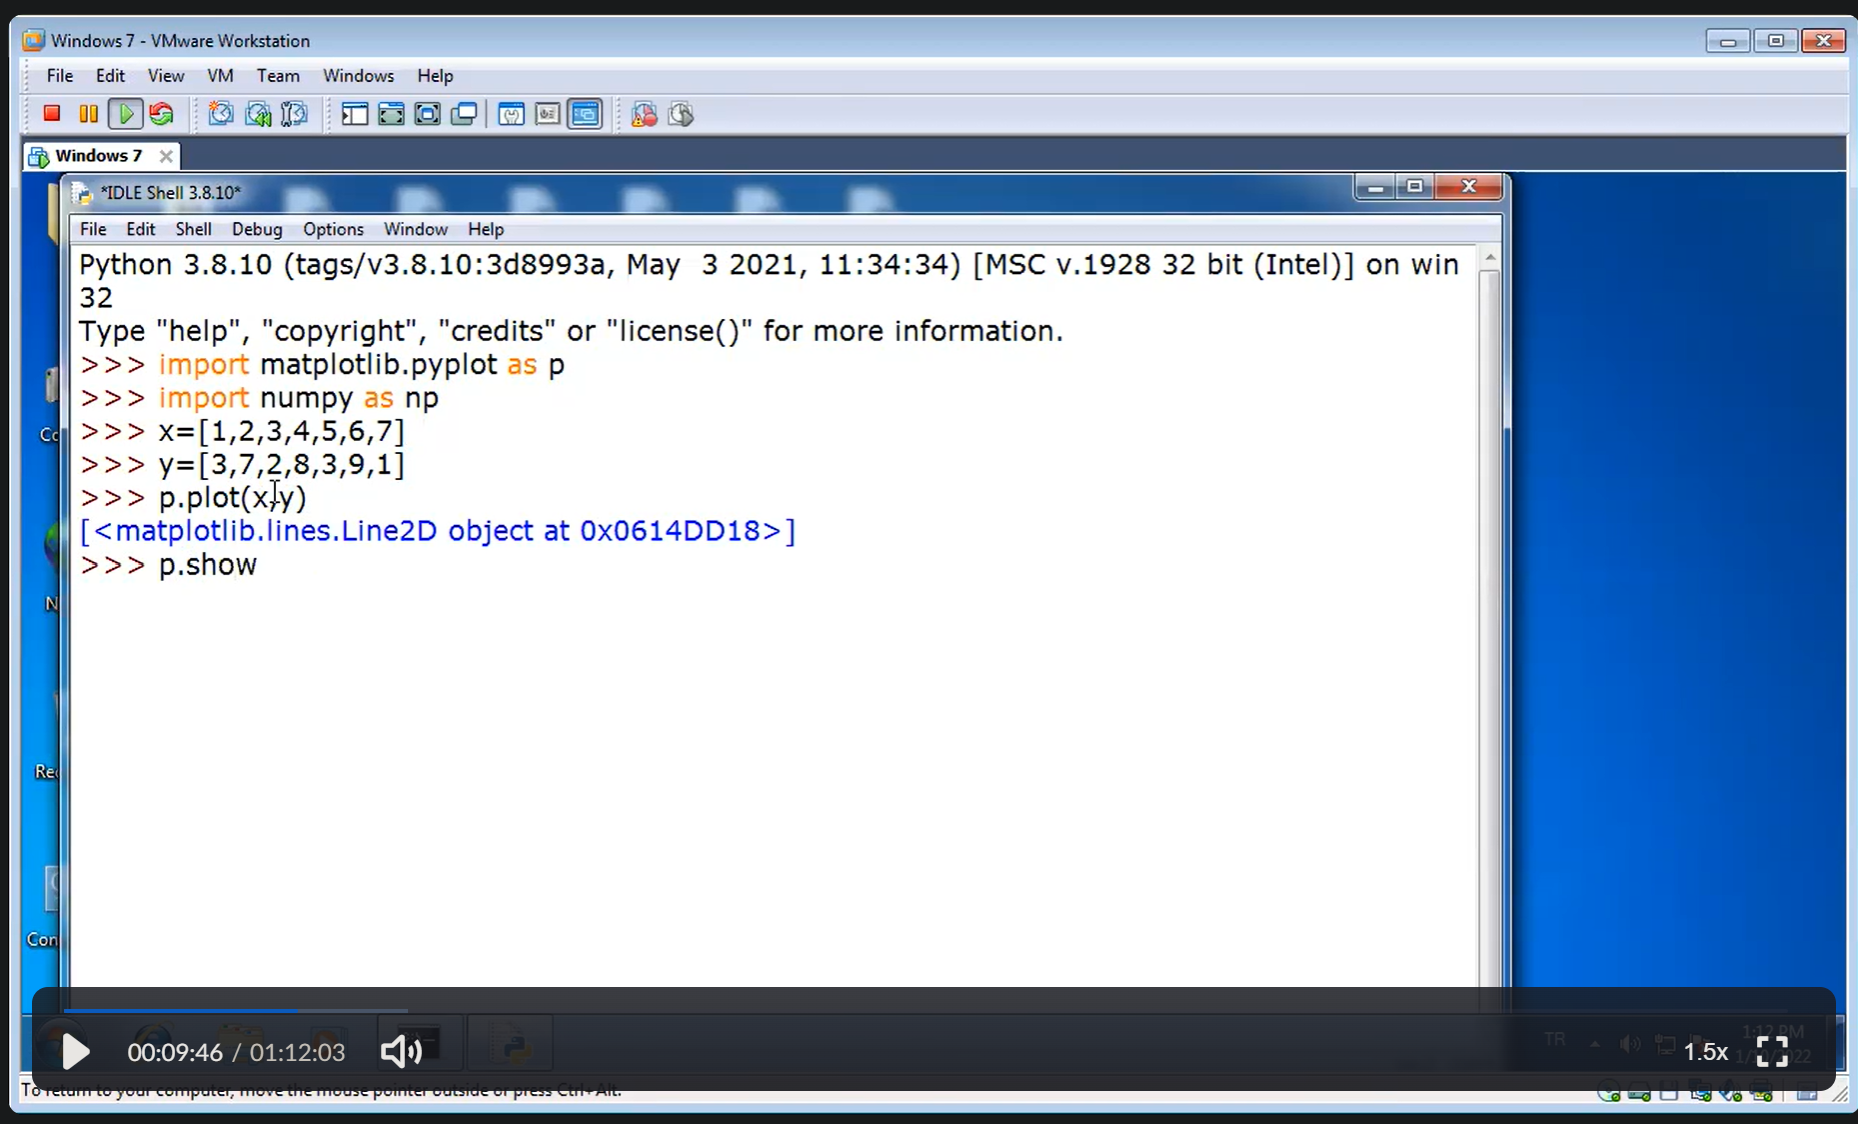 Windows 7 - VMware Workstation
File Edit View VM Team Windows Help
Windows 7
*IDLE Shell 3.8.10*
File Edit Shell Debug Options Window Help
Python 3.8.10 (tags/v3.8.10:3d8993a, May  3 2021, 11:34:34) [MSC v.1928 32 bit (Intel)] on win
32
Type "help", "copyright", "credits" or "license()" for more information.
>>> import matplotlib.pyplot as p
>>> import numpy as np
>>> x=[1,2,3,4,5,6,7]
>>> y=[3,7,2,8,3,9,1]
>>> p.plot(x,y)
[<matplotlib.lines.Line2D object at 0x0614DD18>]
>>> p.show
Co
N
Rec
Con
00:09:46 / 01:12:03
TR
1:12 PM
1.5x
To return to your computer, move the mouse pointer outside or press Ctrl+Alt.